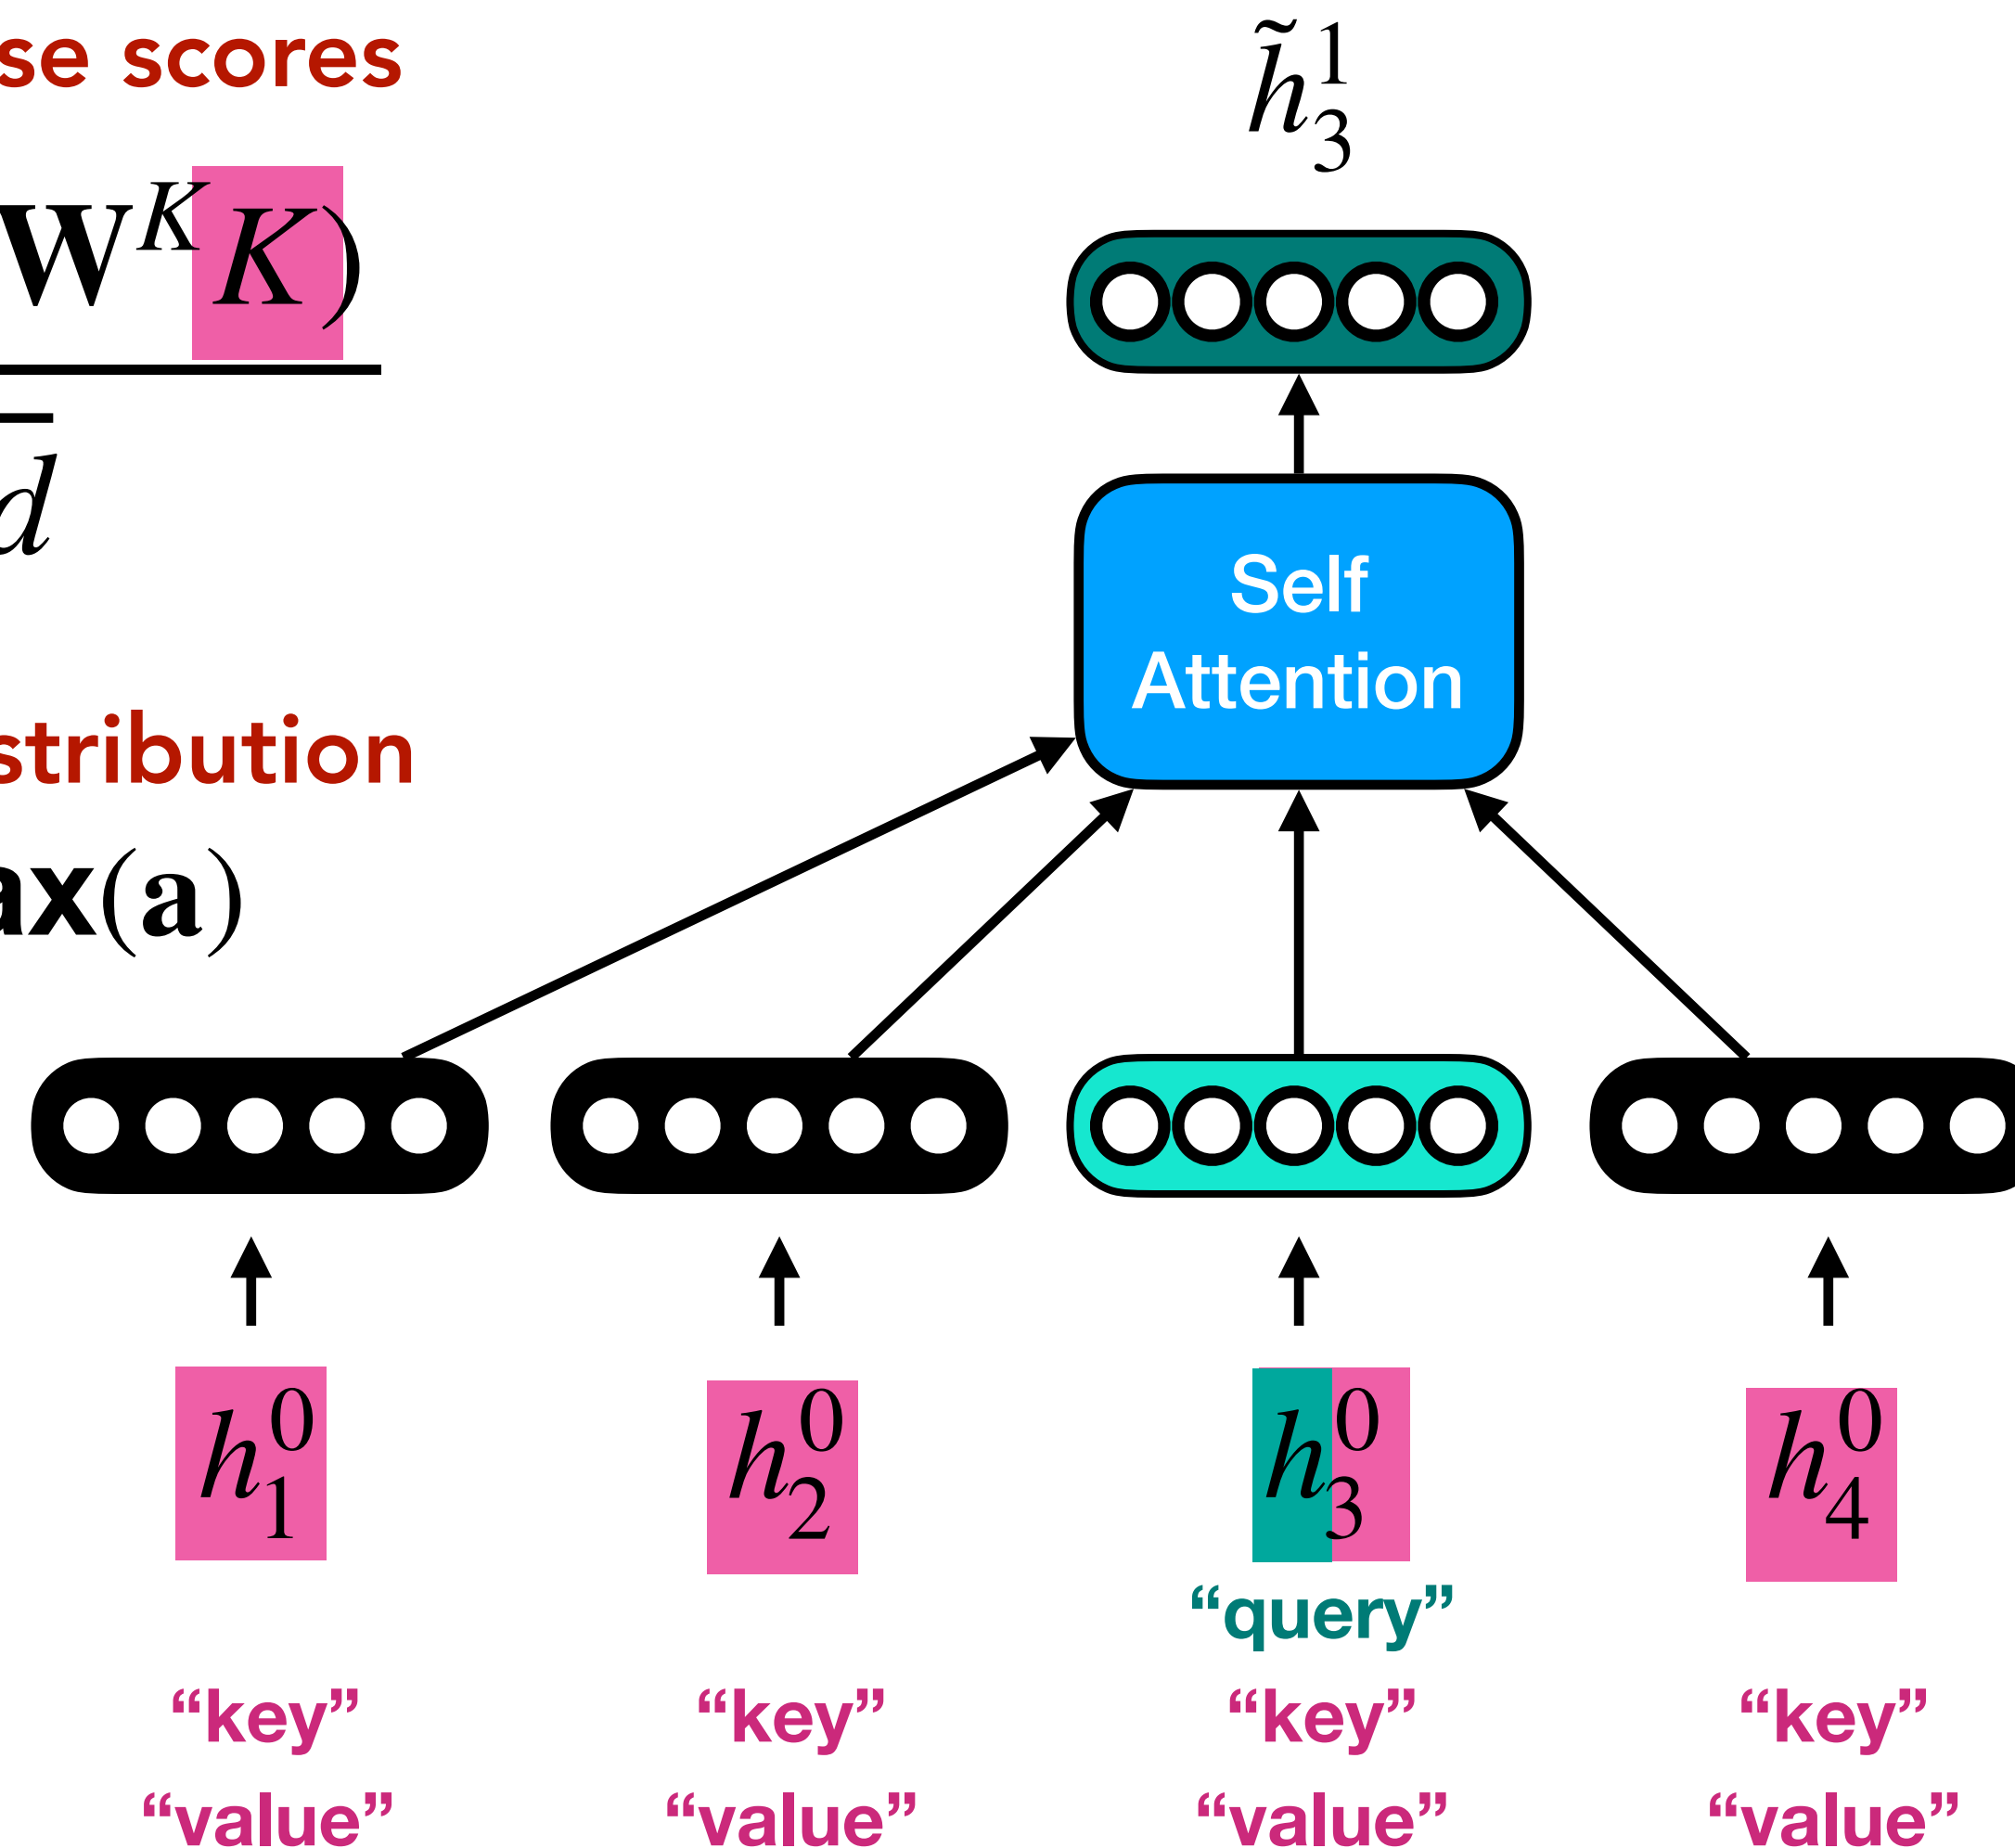 se scores
W^K K)
d
stribution
ax(a)
h̃_3^1
Self
Attention
h_1^0 h_2^0 h_3^0 h_4^0
“query”
“key” “key” “key” “key”
“value” “value” “value” “value”